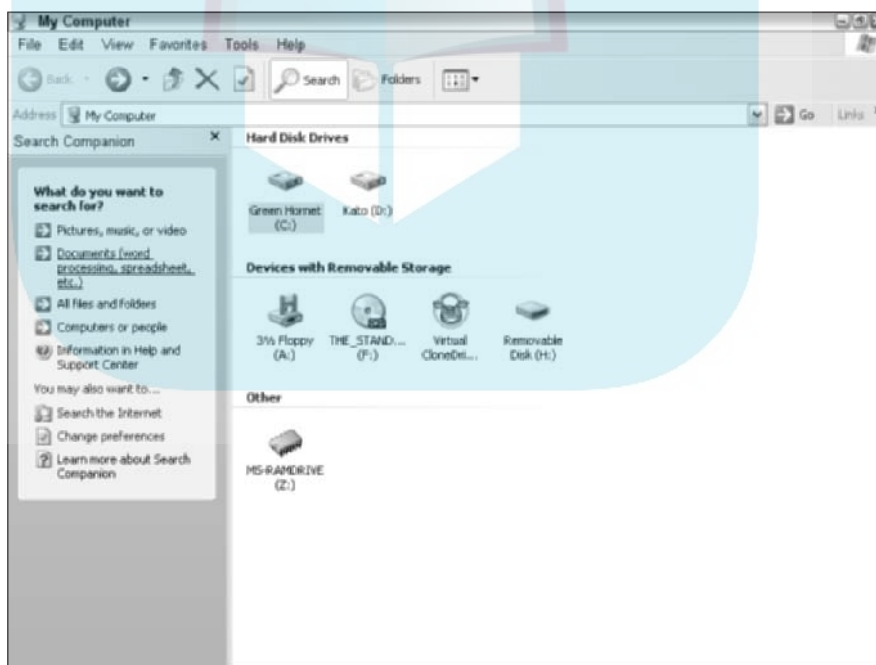 My Computer
File Edit View Favorites Tools Help
Back Search Folders
Address My Computer Go Links
Search Companion
What do you want to
search for?
Pictures, music, or video
Documents (word
processing, spreadsheet,
etc.)
All files and folders
Computers or people
Information in Help and
Support Center
You may also want to...
Search the Internet
Change preferences
Learn more about Search
Companion
Hard Disk Drives
Green Hornet
(C:)
Kato (D:)
Devices with Removable Storage
3½ Floppy
(A:)
THE_STAND...
(F:)
Virtual
CloneDri...
Removable
Disk (H:)
Other
MS-RAMDRIVE
(Z:)